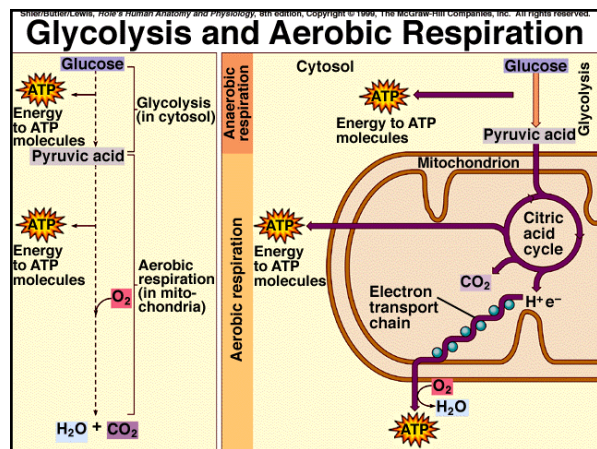 Shier/Butler/Lewis, Hole's Human Anatomy and Physiology, 8th edition, Copyright © 1999, The McGraw-Hill Companies, Inc. All rights reserved.
Glycolysis and Aerobic Respiration
Glucose
ATP
Energy
to ATP
molecules
Glycolysis
(in cytosol)
Pyruvic acid
ATP
Energy
to ATP
molecules
Aerobic
respiration
(in mito-
chondria)
O2
H2O + CO2
Anaerobic
respiration
Aerobic respiration
Cytosol
Glucose
ATP
Energy to ATP
molecules
Glycolysis
Pyruvic acid
Mitochondrion
ATP
Energy
to ATP
molecules
Citric
acid
cycle
CO2
Electron
transport
chain
H+ e–
O2
H2O
ATP